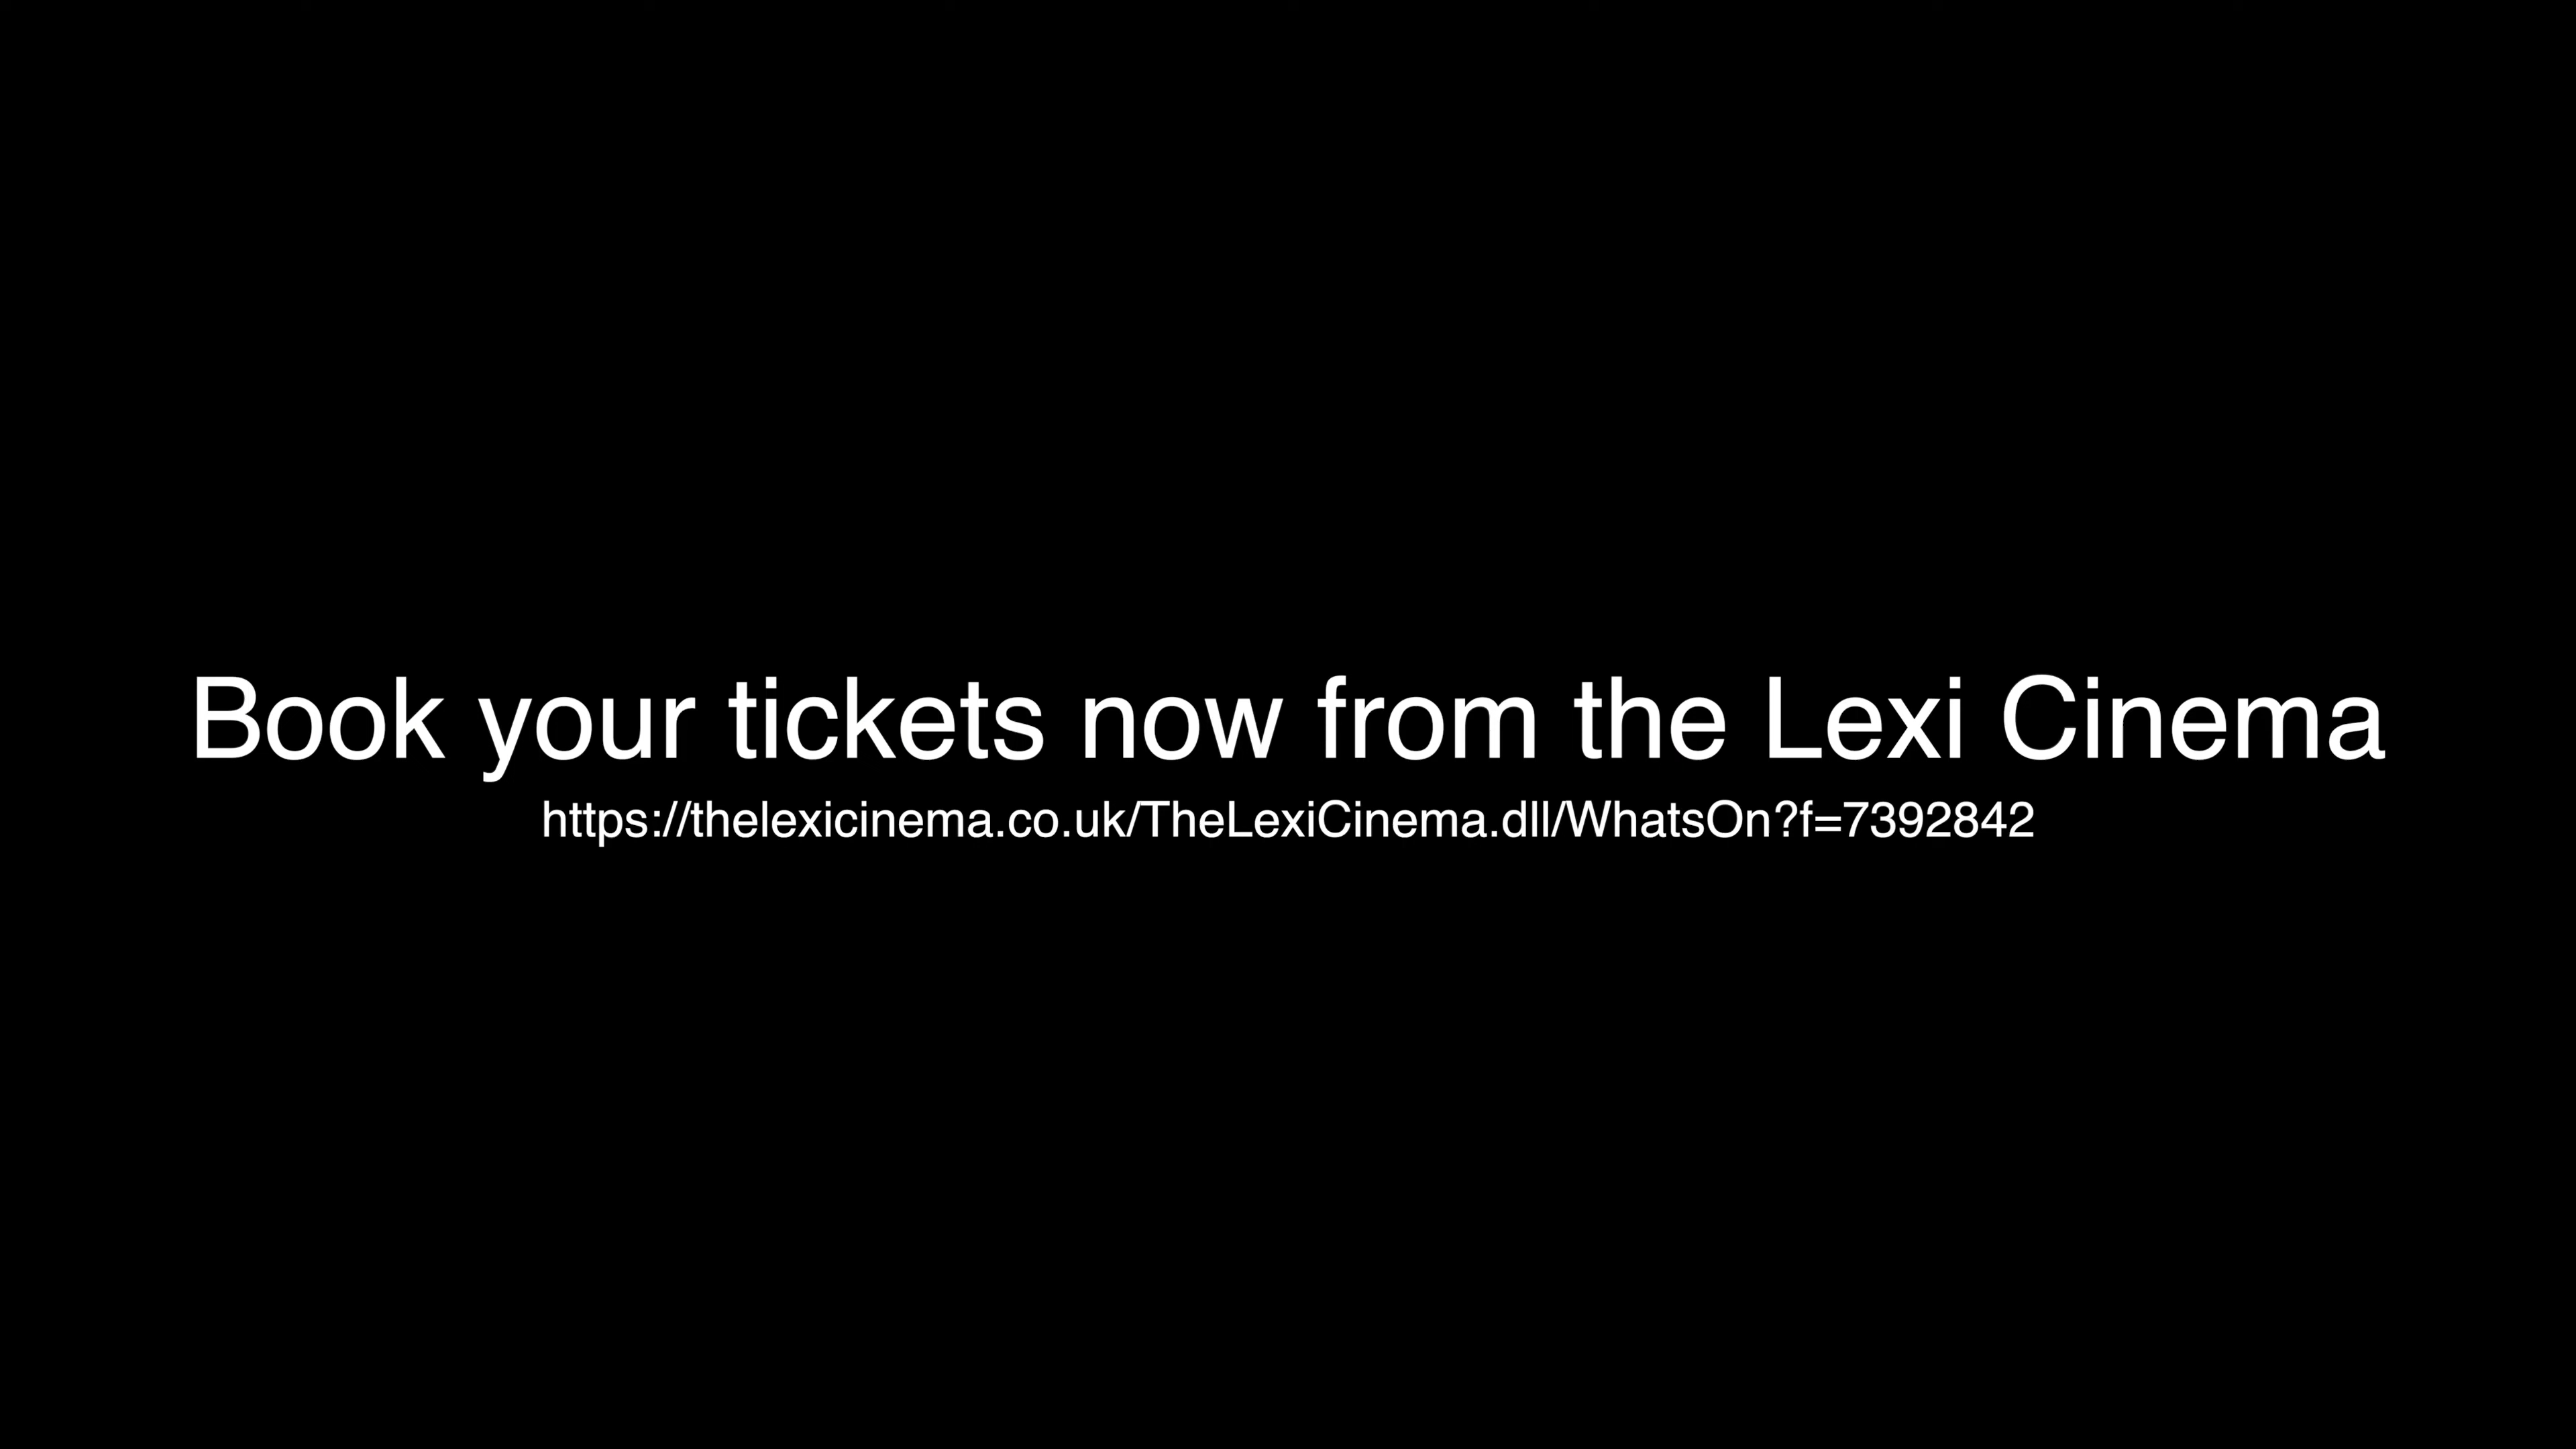 Book your tickets now from the Lexi Cinema
https://thelexicinema.co.uk/TheLexiCinema.dll/WhatsOn?f=7392842